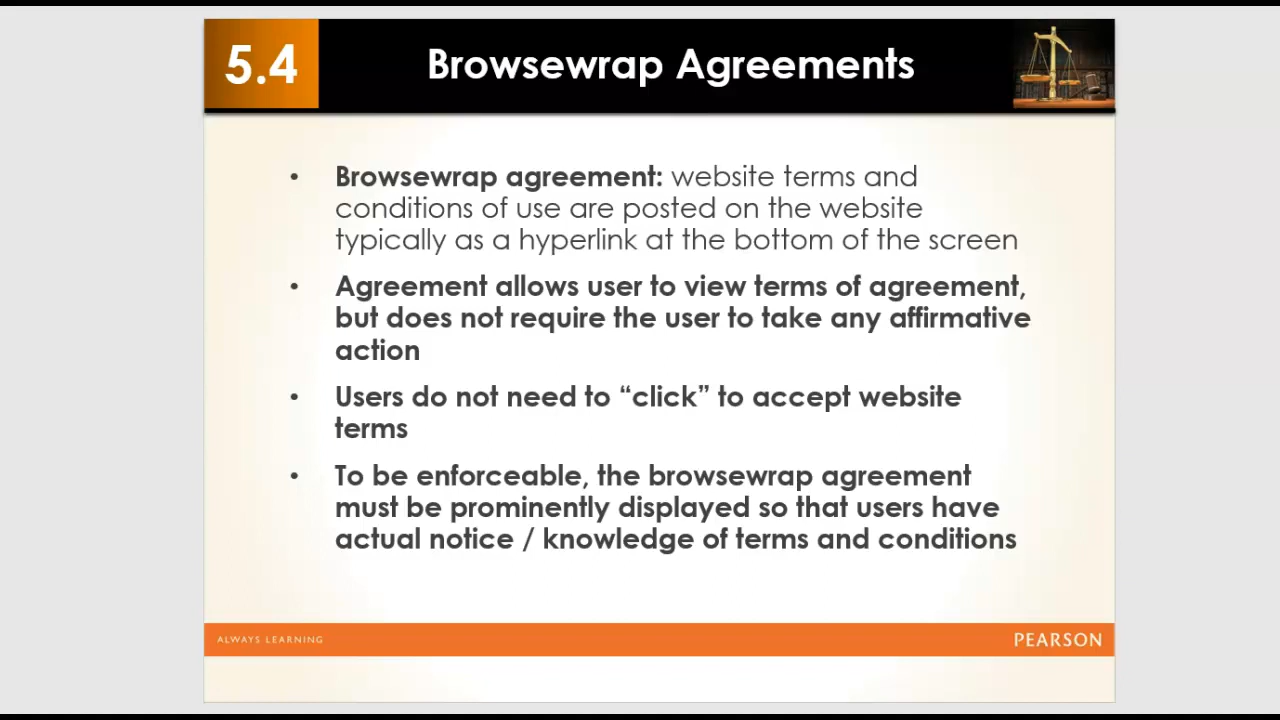 5.4
Browsewrap Agreements
• Browsewrap agreement: website terms and
conditions of use are posted on the website
typically as a hyperlink at the bottom of the screen
• Agreement allows user to view terms of agreement,
but does not require the user to take any affirmative
action
• Users do not need to “click” to accept website
terms
• To be enforceable, the browsewrap agreement
must be prominently displayed so that users have
actual notice / knowledge of terms and conditions
ALWAYS LEARNING
PEARSON